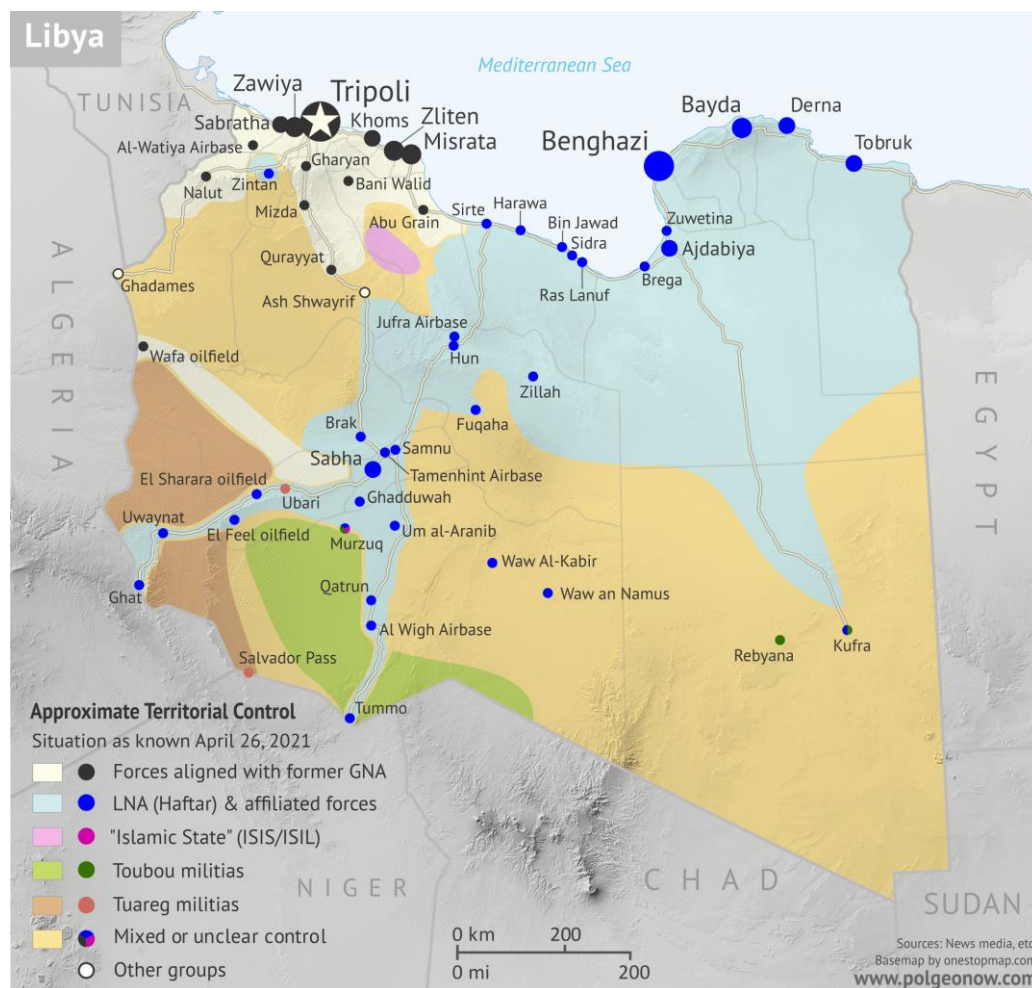 Libya
Mediterranean Sea
TUNISIA
Zawiya
Tripoli
Sabratha
Khoms
Zliten
Misrata
Al-Watiya Airbase
Gharyan
Nalut
Zintan
Bani Walid
Mizda
Abu Grain
Bayda
Derna
Benghazi
Tobruk
Sirte
Harawa
Bin Jawad
Sidra
Zuwetina
Ajdabiya
Ras Lanuf
Brega
ALGERIA
Qurayyat
Ghadames
Ash Shwayrif
Jufra Airbase
Hun
Wafa oilfield
Zillah
Fuqaha
EGYPT
Brak
Samnu
Sabha
Tamenhint Airbase
El Sharara oilfield
Ubari
Ghadduwah
Uwaynat
El Feel oilfield
Murzuq
Um al-Aranib
Waw Al-Kabir
Ghat
Qatrun
Waw an Namus
Al Wigh Airbase
Rebyana
Kufra
Salvador Pass
Tummo
Approximate Territorial Control
Situation as known April 26, 2021
Forces aligned with former GNA
LNA (Haftar) & affiliated forces
"Islamic State" (ISIS/ISIL)
Toubou militias
Tuareg militias
Mixed or unclear control
Other groups
NIGER
CHAD
SUDAN
0 km 200
0 mi 200
Sources: News media, etc
Basemap by onestopmap.com
www.polgeonow.com